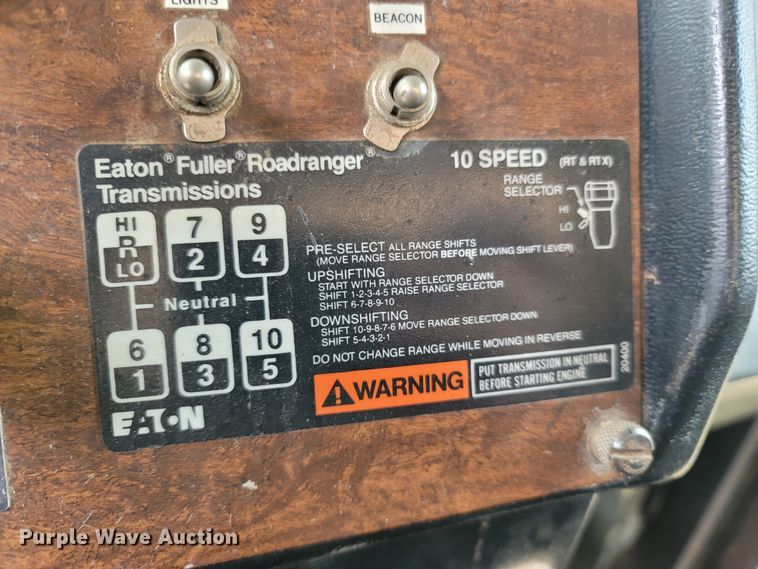 LIGHTS
BEACON
Eaton® Fuller® Roadranger®
Transmissions
10 SPEED (RT & RTX)
RANGE
SELECTOR
HI
LO
HI
R
LO
7
2
9
4
Neutral
6
1
8
3
10
5
PRE-SELECT ALL RANGE SHIFTS
(MOVE RANGE SELECTOR BEFORE MOVING SHIFT LEVER)
UPSHIFTING
START WITH RANGE SELECTOR DOWN
SHIFT 1-2-3-4-5 RAISE RANGE SELECTOR
SHIFT 6-7-8-9-10
DOWNSHIFTING
SHIFT 10-9-8-7-6 MOVE RANGE SELECTOR DOWN
SHIFT 5-4-3-2-1
DO NOT CHANGE RANGE WHILE MOVING IN REVERSE
WARNING
PUT TRANSMISSION IN NEUTRAL
BEFORE STARTING ENGINE
20400
EATON
Purple Wave Auction